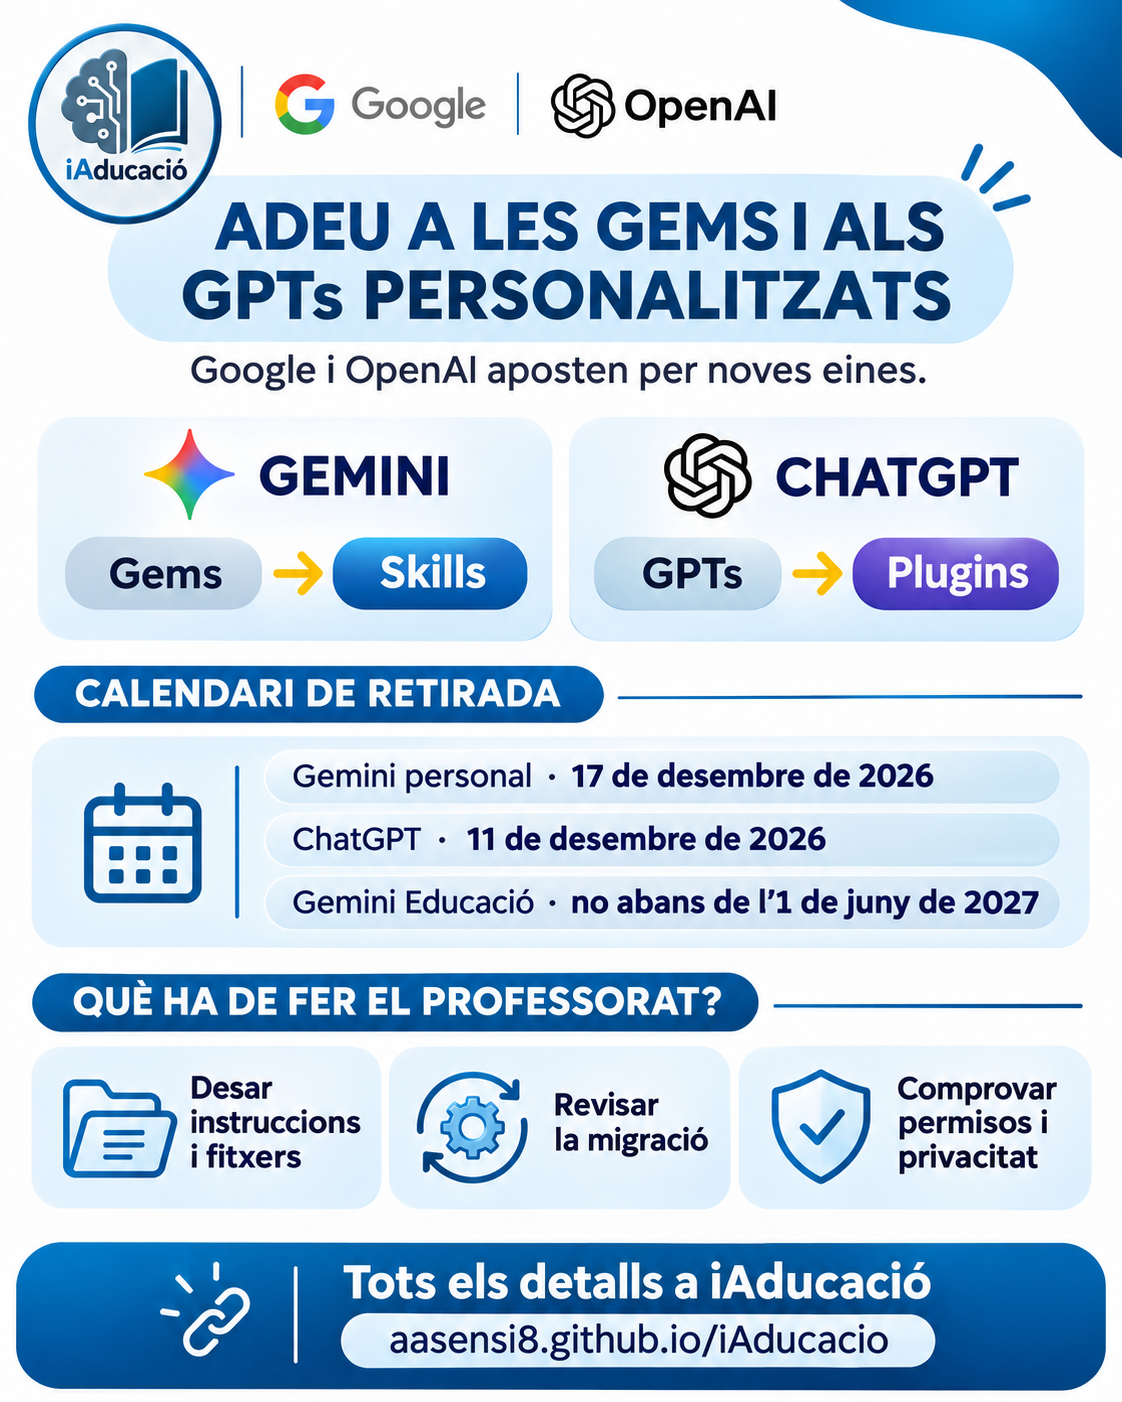 iAducació
Google
OpenAI
ADEU A LES GEMS I ALS
GPTs PERSONALITZATS
Google i OpenAI aposten per noves eines.
GEMINI
Gems → Skills
CHATGPT
GPTs → Plugins
CALENDARI DE RETIRADA
Gemini personal · 17 de desembre de 2026
ChatGPT · 11 de desembre de 2026
Gemini Educació · no abans de l’1 de juny de 2027
QUÈ HA DE FER EL PROFESSORAT?
Desar
instruccions
i fitxers
Revisar
la migració
Comprovar
permisos i
privacitat
Tots els detalls a iAducació
aasensi8.github.io/iAducacio